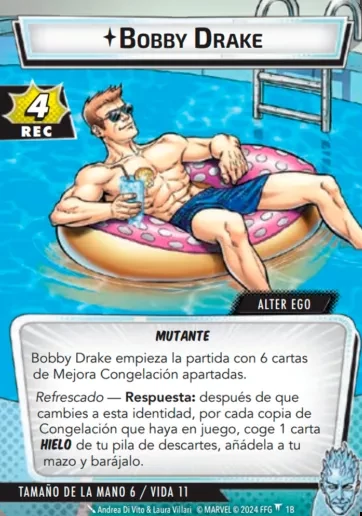 BOBBY DRAKE
4
REC
ALTER EGO
MUTANTE
Bobby Drake empieza la partida con 6 cartas
de Mejora Congelación apartadas.
Refrescado — Respuesta: después de que
cambies a esta identidad, por cada copia de
Congelación que haya en juego, coge 1 carta
HIELO de tu pila de descartes, añádela a tu
mazo y barájalo.
TAMAÑO DE LA MANO 6 / VIDA 11
Andrea Di Vito & Laura Villari © MARVEL © 2024 FFG 18